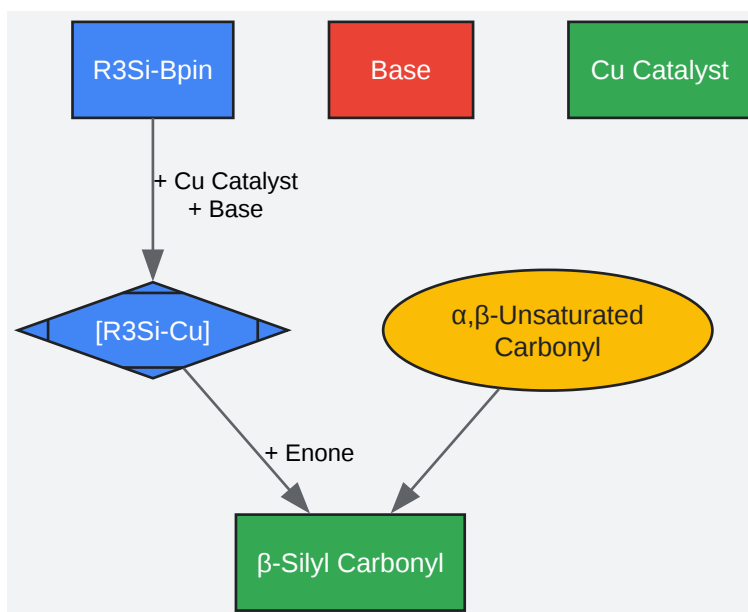 R3Si-Bpin
Base
Cu Catalyst
+ Cu Catalyst
+ Base
[R3Si-Cu]
α,β-Unsaturated
Carbonyl
+ Enone
β-Silyl Carbonyl